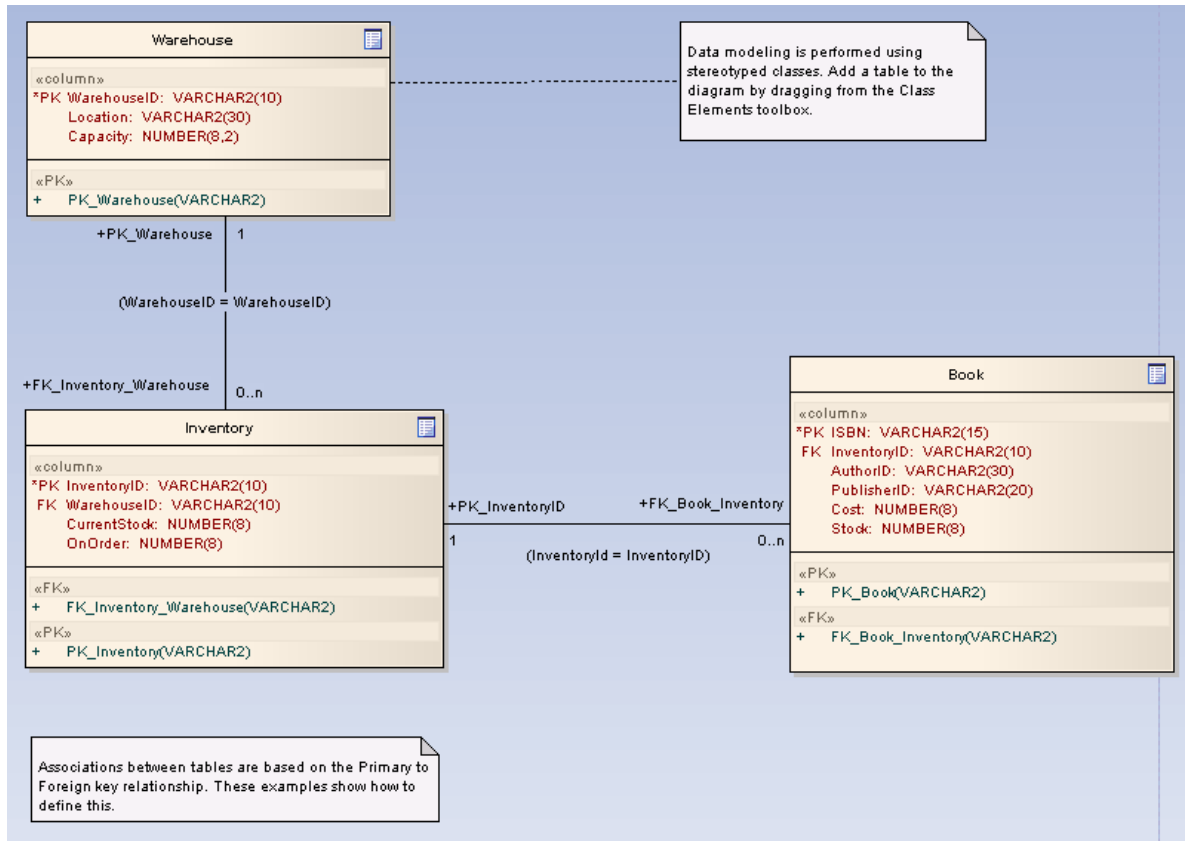 Warehouse
«column»
*PK WarehouseID: VARCHAR2(10)
Location: VARCHAR2(30)
Capacity: NUMBER(8,2)
«PK»
+ PK_Warehouse(VARCHAR2)
Data modeling is performed using
stereotyped classes. Add a table to the
diagram by dragging from the Class
Elements toolbox.
+PK_Warehouse 1
(WarehouseID = WarehouseID)
+FK_Inventory_Warehouse 0..n
Inventory
«column»
*PK InventoryID: VARCHAR2(10)
FK WarehouseID: VARCHAR2(10)
CurrentStock: NUMBER(8)
OnOrder: NUMBER(8)
«FK»
+ FK_Inventory_Warehouse(VARCHAR2)
«PK»
+ PK_Inventory(VARCHAR2)
+PK_InventoryID +FK_Book_Inventory
1 0..n
(InventoryId = InventoryID)
Book
«column»
*PK ISBN: VARCHAR2(15)
FK InventoryID: VARCHAR2(10)
AuthorID: VARCHAR2(30)
PublisherID: VARCHAR2(20)
Cost: NUMBER(8)
Stock: NUMBER(8)
«PK»
+ PK_Book(VARCHAR2)
«FK»
+ FK_Book_Inventory(VARCHAR2)
Associations between tables are based on the Primary to
Foreign key relationship. These examples show how to
define this.